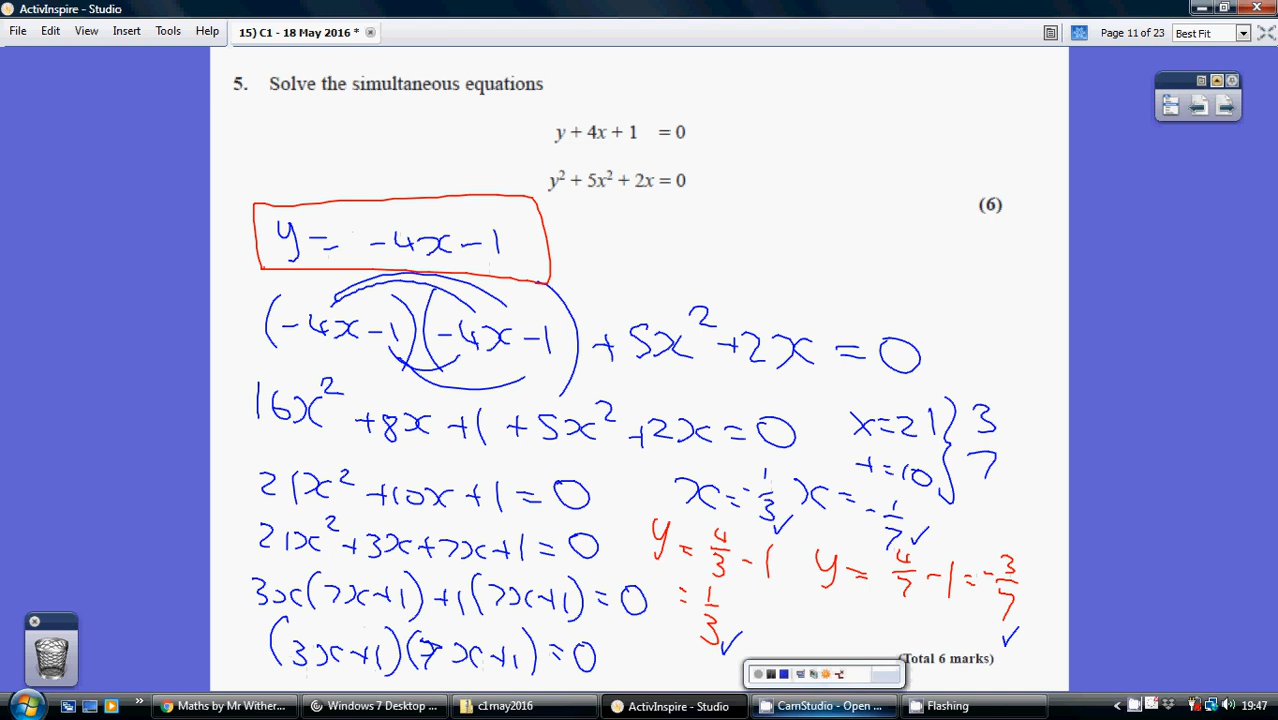 ActivInspire - Studio
File Edit View Insert Tools Help
15) C1 - 18 May 2016 *
Page 11 of 23
Best Fit
5. Solve the simultaneous equations
y + 4x + 1 = 0
y² + 5x² + 2x = 0
(6)
y = -4x - 1
(-4x - 1)(-4x - 1) + 5x² + 2x = 0
16x² + 8x + 1 + 5x² + 2x = 0
x = 21 } 3
+ = 10 } 7
21x² + 10x + 1 = 0
x = -1/3 x = -1/7 ✓
21x² + 3x + 7x + 1 = 0
y = 4/3 - 1
y = 4/7 - 1 = -3/7 ✓
3x(7x + 1) + 1(7x + 1) = 0
= 1/3 ✓
(3x + 1)(7x + 1) = 0
(Total 6 marks)
Maths by Mr Wither...
Windows 7 Desktop ...
c1may2016
ActivInspire - Studio
CamStudio - Open ...
Flashing
19:47